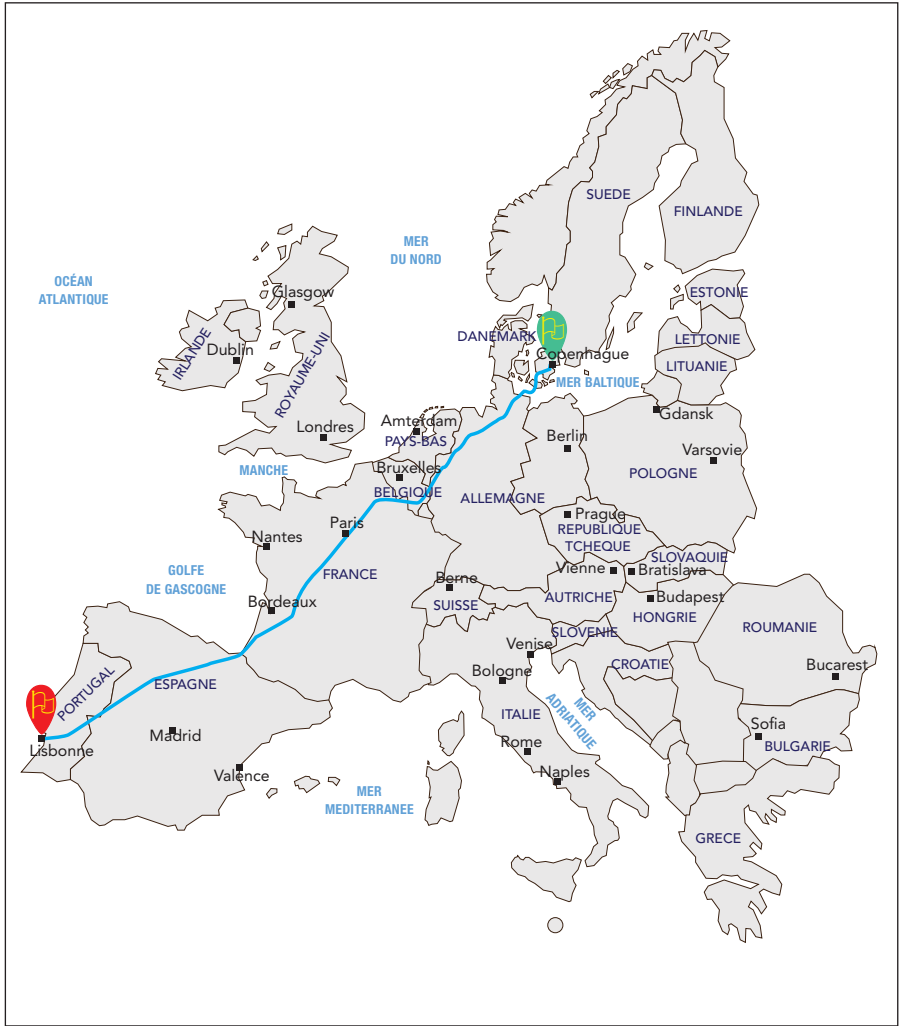 SUEDE
FINLANDE
MER
DU NORD
OCÉAN
ATLANTIQUE
ESTONIE
Glasgow
DANEMARK
LETTONIE
IRLANDE
Dublin
ROYAUME-UNI
Copenhague
LITUANIE
MER BALTIQUE
Gdansk
Amterdam
Londres
PAYS-BAS
Berlin
Varsovie
MANCHE
Bruxelles
POLOGNE
BELGIQUE
ALLEMAGNE
Prague
Paris
REPUBLIQUE
TCHEQUE
Nantes
SLOVAQUIE
GOLFE
DE GASCOGNE
FRANCE
Berne
Vienne
Bratislava
Bordeaux
SUISSE
AUTRICHE
Budapest
HONGRIE
ROUMANIE
SLOVENIE
Venise
CROATIE
Bucarest
Bologne
ESPAGNE
PORTUGAL
MER
ADRIATIQUE
ITALIE
Sofia
Madrid
Lisbonne
Rome
BULGARIE
Valence
Naples
MER
MEDITERRANEE
GRECE